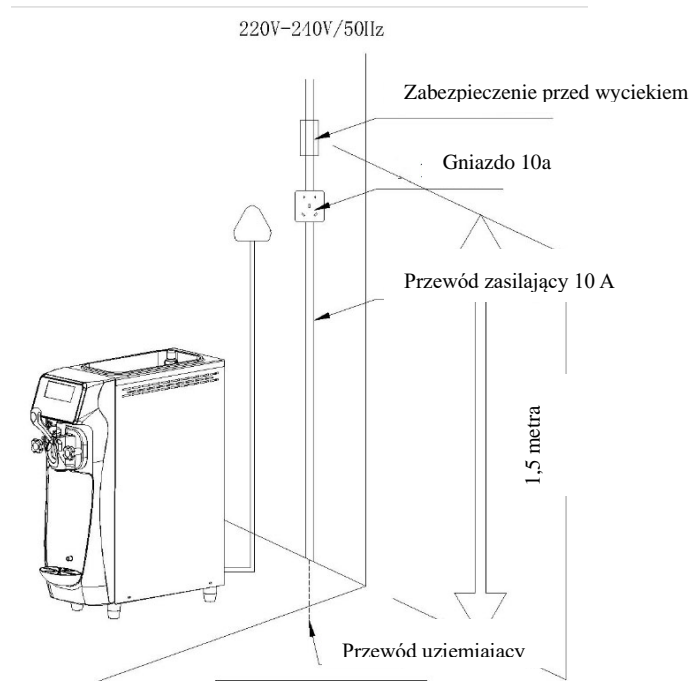 220V-240V/50Hz
Zabezpieczenie przed wyciekiem
Gniazdo 10a
Przewód zasilający 10 A
1,5 metra
Przewód uziemiający